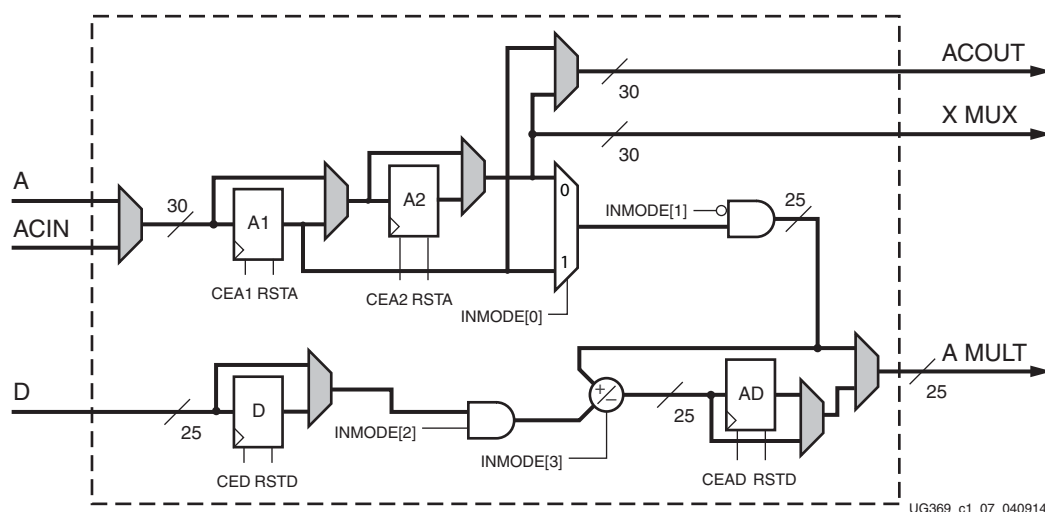 ACOUT
30
X MUX
30
A
ACIN
30
A1
A2
0
1
INMODE[1]
25
CEA1 RSTA
CEA2 RSTA
INMODE[0]
D
25
D
INMODE[2]
+
−
INMODE[3]
25
AD
A MULT
25
CED RSTD
CEAD RSTD
UG369_c1_07_040914